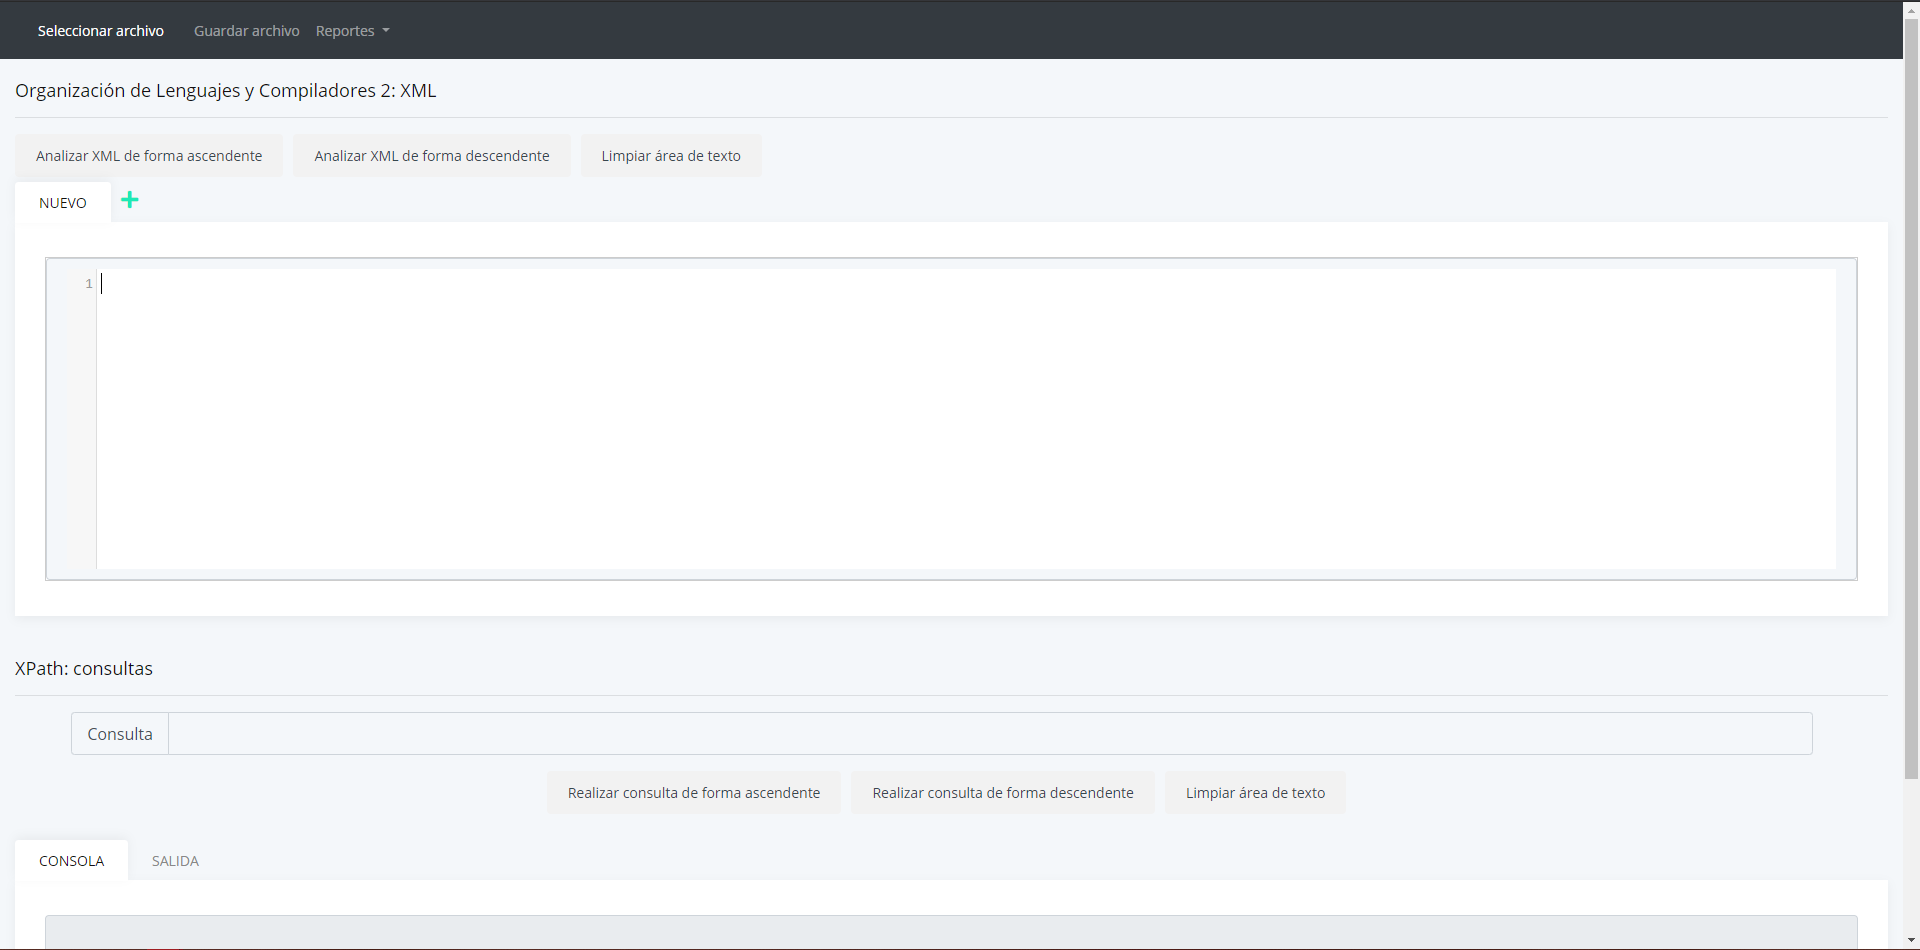 Seleccionar archivo Guardar archivo Reportes
Organización de Lenguajes y Compiladores 2: XML
Analizar XML de forma ascendente Analizar XML de forma descendente Limpiar área de texto
NUEVO
1
XPath: consultas
Consulta
Realizar consulta de forma ascendente Realizar consulta de forma descendente Limpiar área de texto
CONSOLA SALIDA